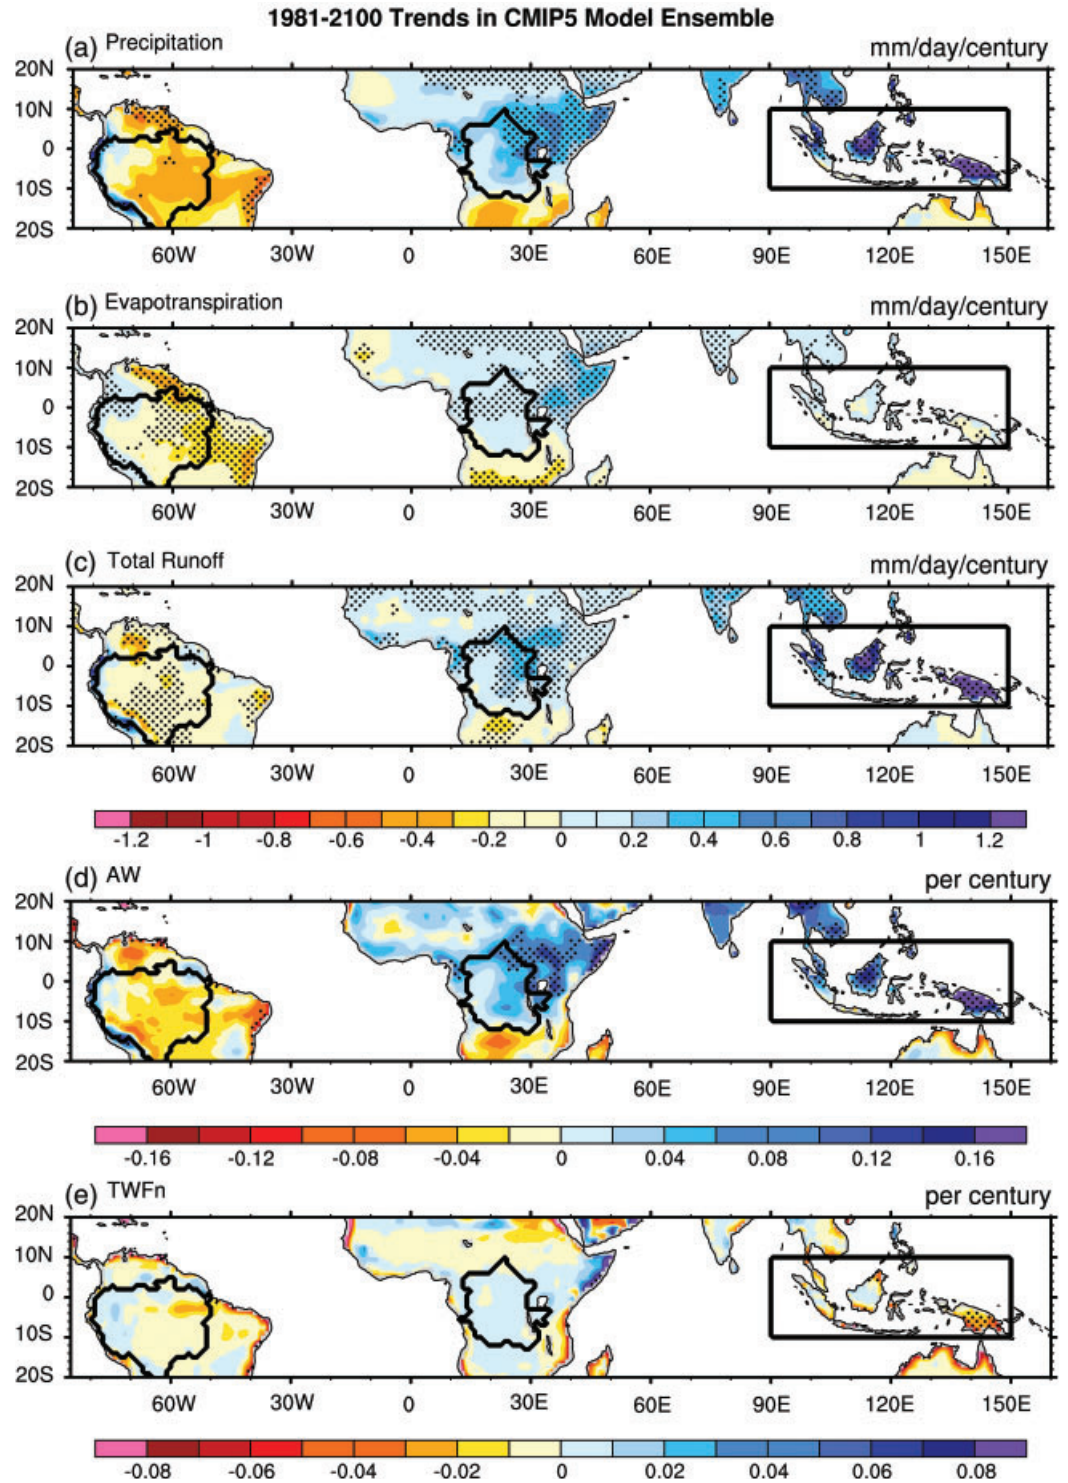 1981-2100 Trends in CMIP5 Model Ensemble
(a) Precipitation mm/day/century
20N
10N
0
10S
20S
60W 30W 0 30E 60E 90E 120E 150E
(b) Evapotranspiration mm/day/century
20N
10N
0
10S
20S
60W 30W 0 30E 60E 90E 120E 150E
(c) Total Runoff mm/day/century
20N
10N
0
10S
20S
60W 30W 0 30E 60E 90E 120E 150E
-1.2 -1 -0.8 -0.6 -0.4 -0.2 0 0.2 0.4 0.6 0.8 1 1.2
(d) AW per century
20N
10N
0
10S
20S
60W 30W 0 30E 60E 90E 120E 150E
-0.16 -0.12 -0.08 -0.04 0 0.04 0.08 0.12 0.16
(e) TWFn per century
20N
10N
0
10S
20S
60W 30W 0 30E 60E 90E 120E 150E
-0.08 -0.06 -0.04 -0.02 0 0.02 0.04 0.06 0.08